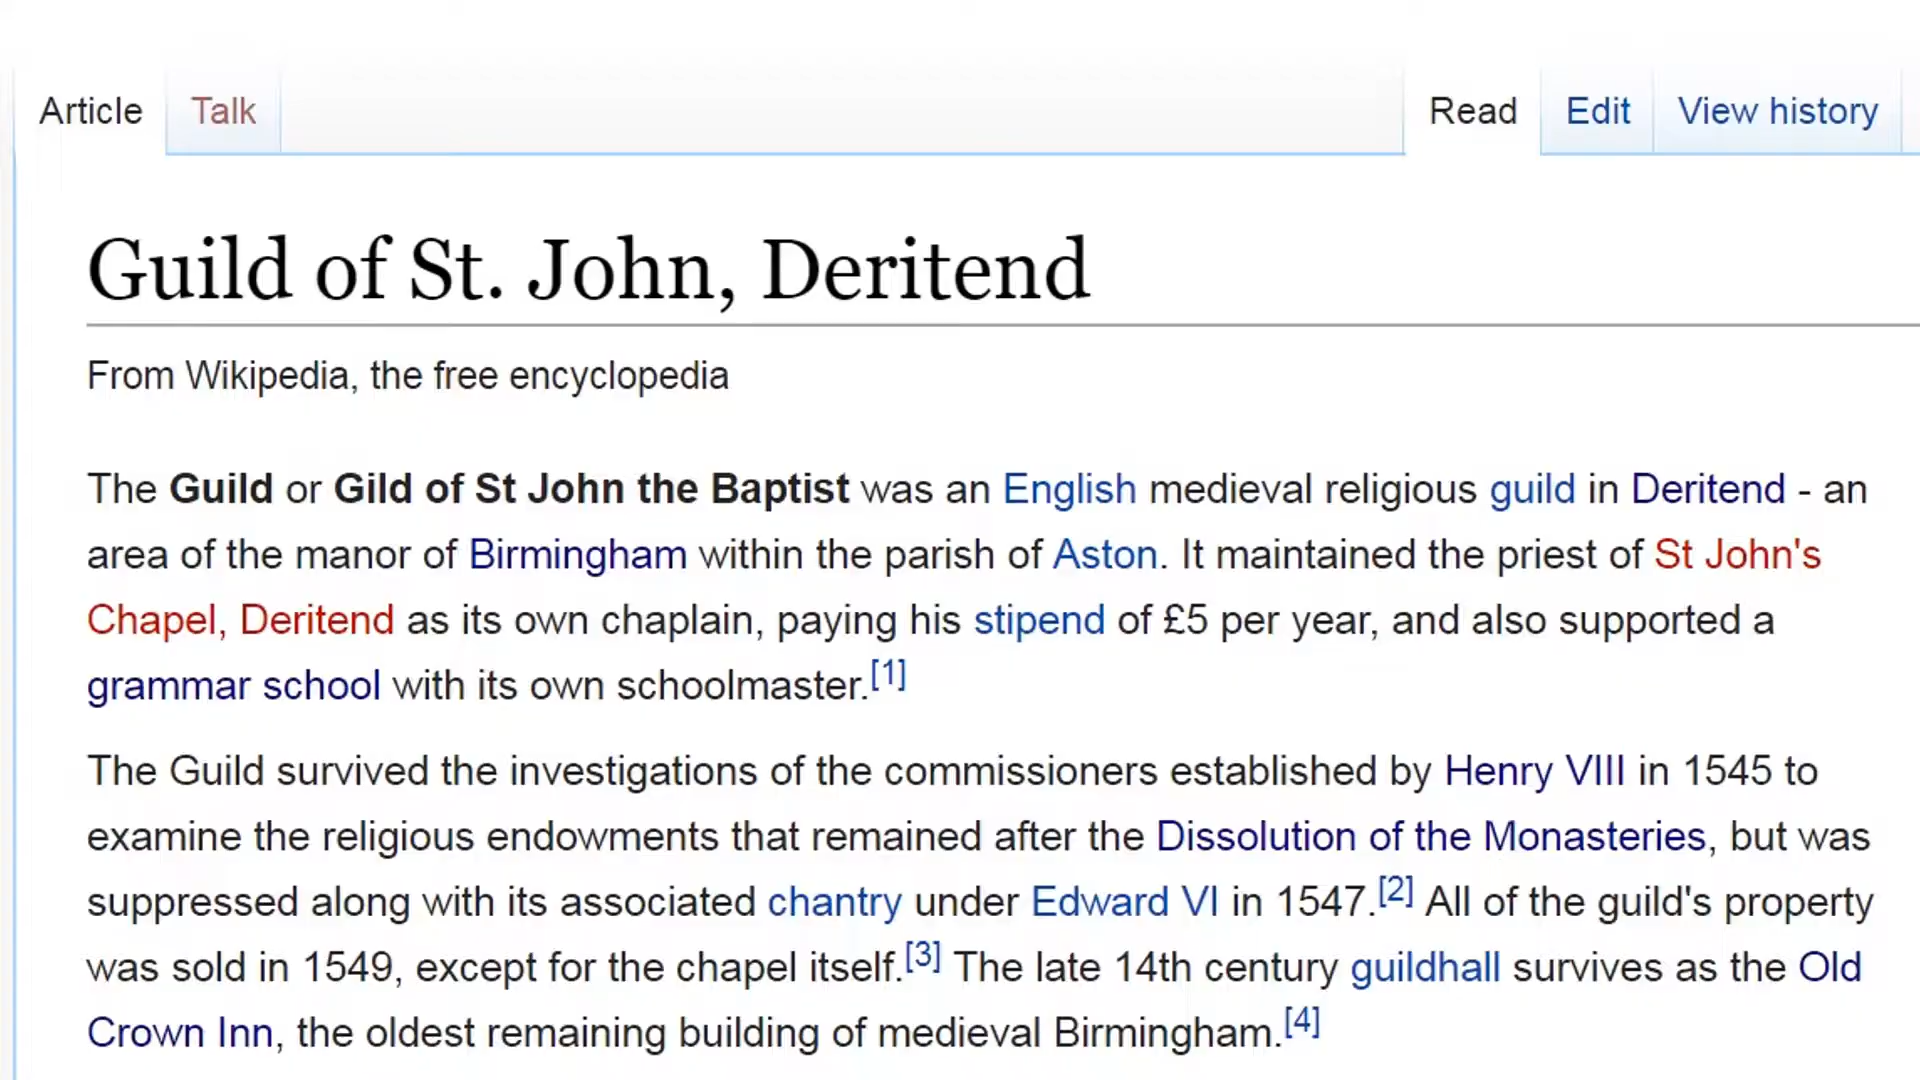 Article Talk Read Edit View history
Guild of St. John, Deritend
From Wikipedia, the free encyclopedia
The Guild or Gild of St John the Baptist was an English medieval religious guild in Deritend - an
area of the manor of Birmingham within the parish of Aston. It maintained the priest of St John's
Chapel, Deritend as its own chaplain, paying his stipend of £5 per year, and also supported a
grammar school with its own schoolmaster.[1]
The Guild survived the investigations of the commissioners established by Henry VIII in 1545 to
examine the religious endowments that remained after the Dissolution of the Monasteries, but was
suppressed along with its associated chantry under Edward VI in 1547.[2] All of the guild's property
was sold in 1549, except for the chapel itself.[3] The late 14th century guildhall survives as the Old
Crown Inn, the oldest remaining building of medieval Birmingham.[4]